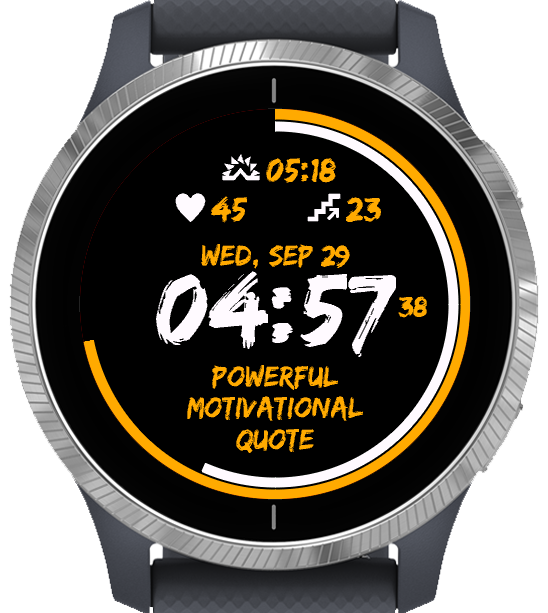 05:18
45 23
WED, SEP 29
04:57 38
POWERFUL
MOTIVATIONAL
QUOTE